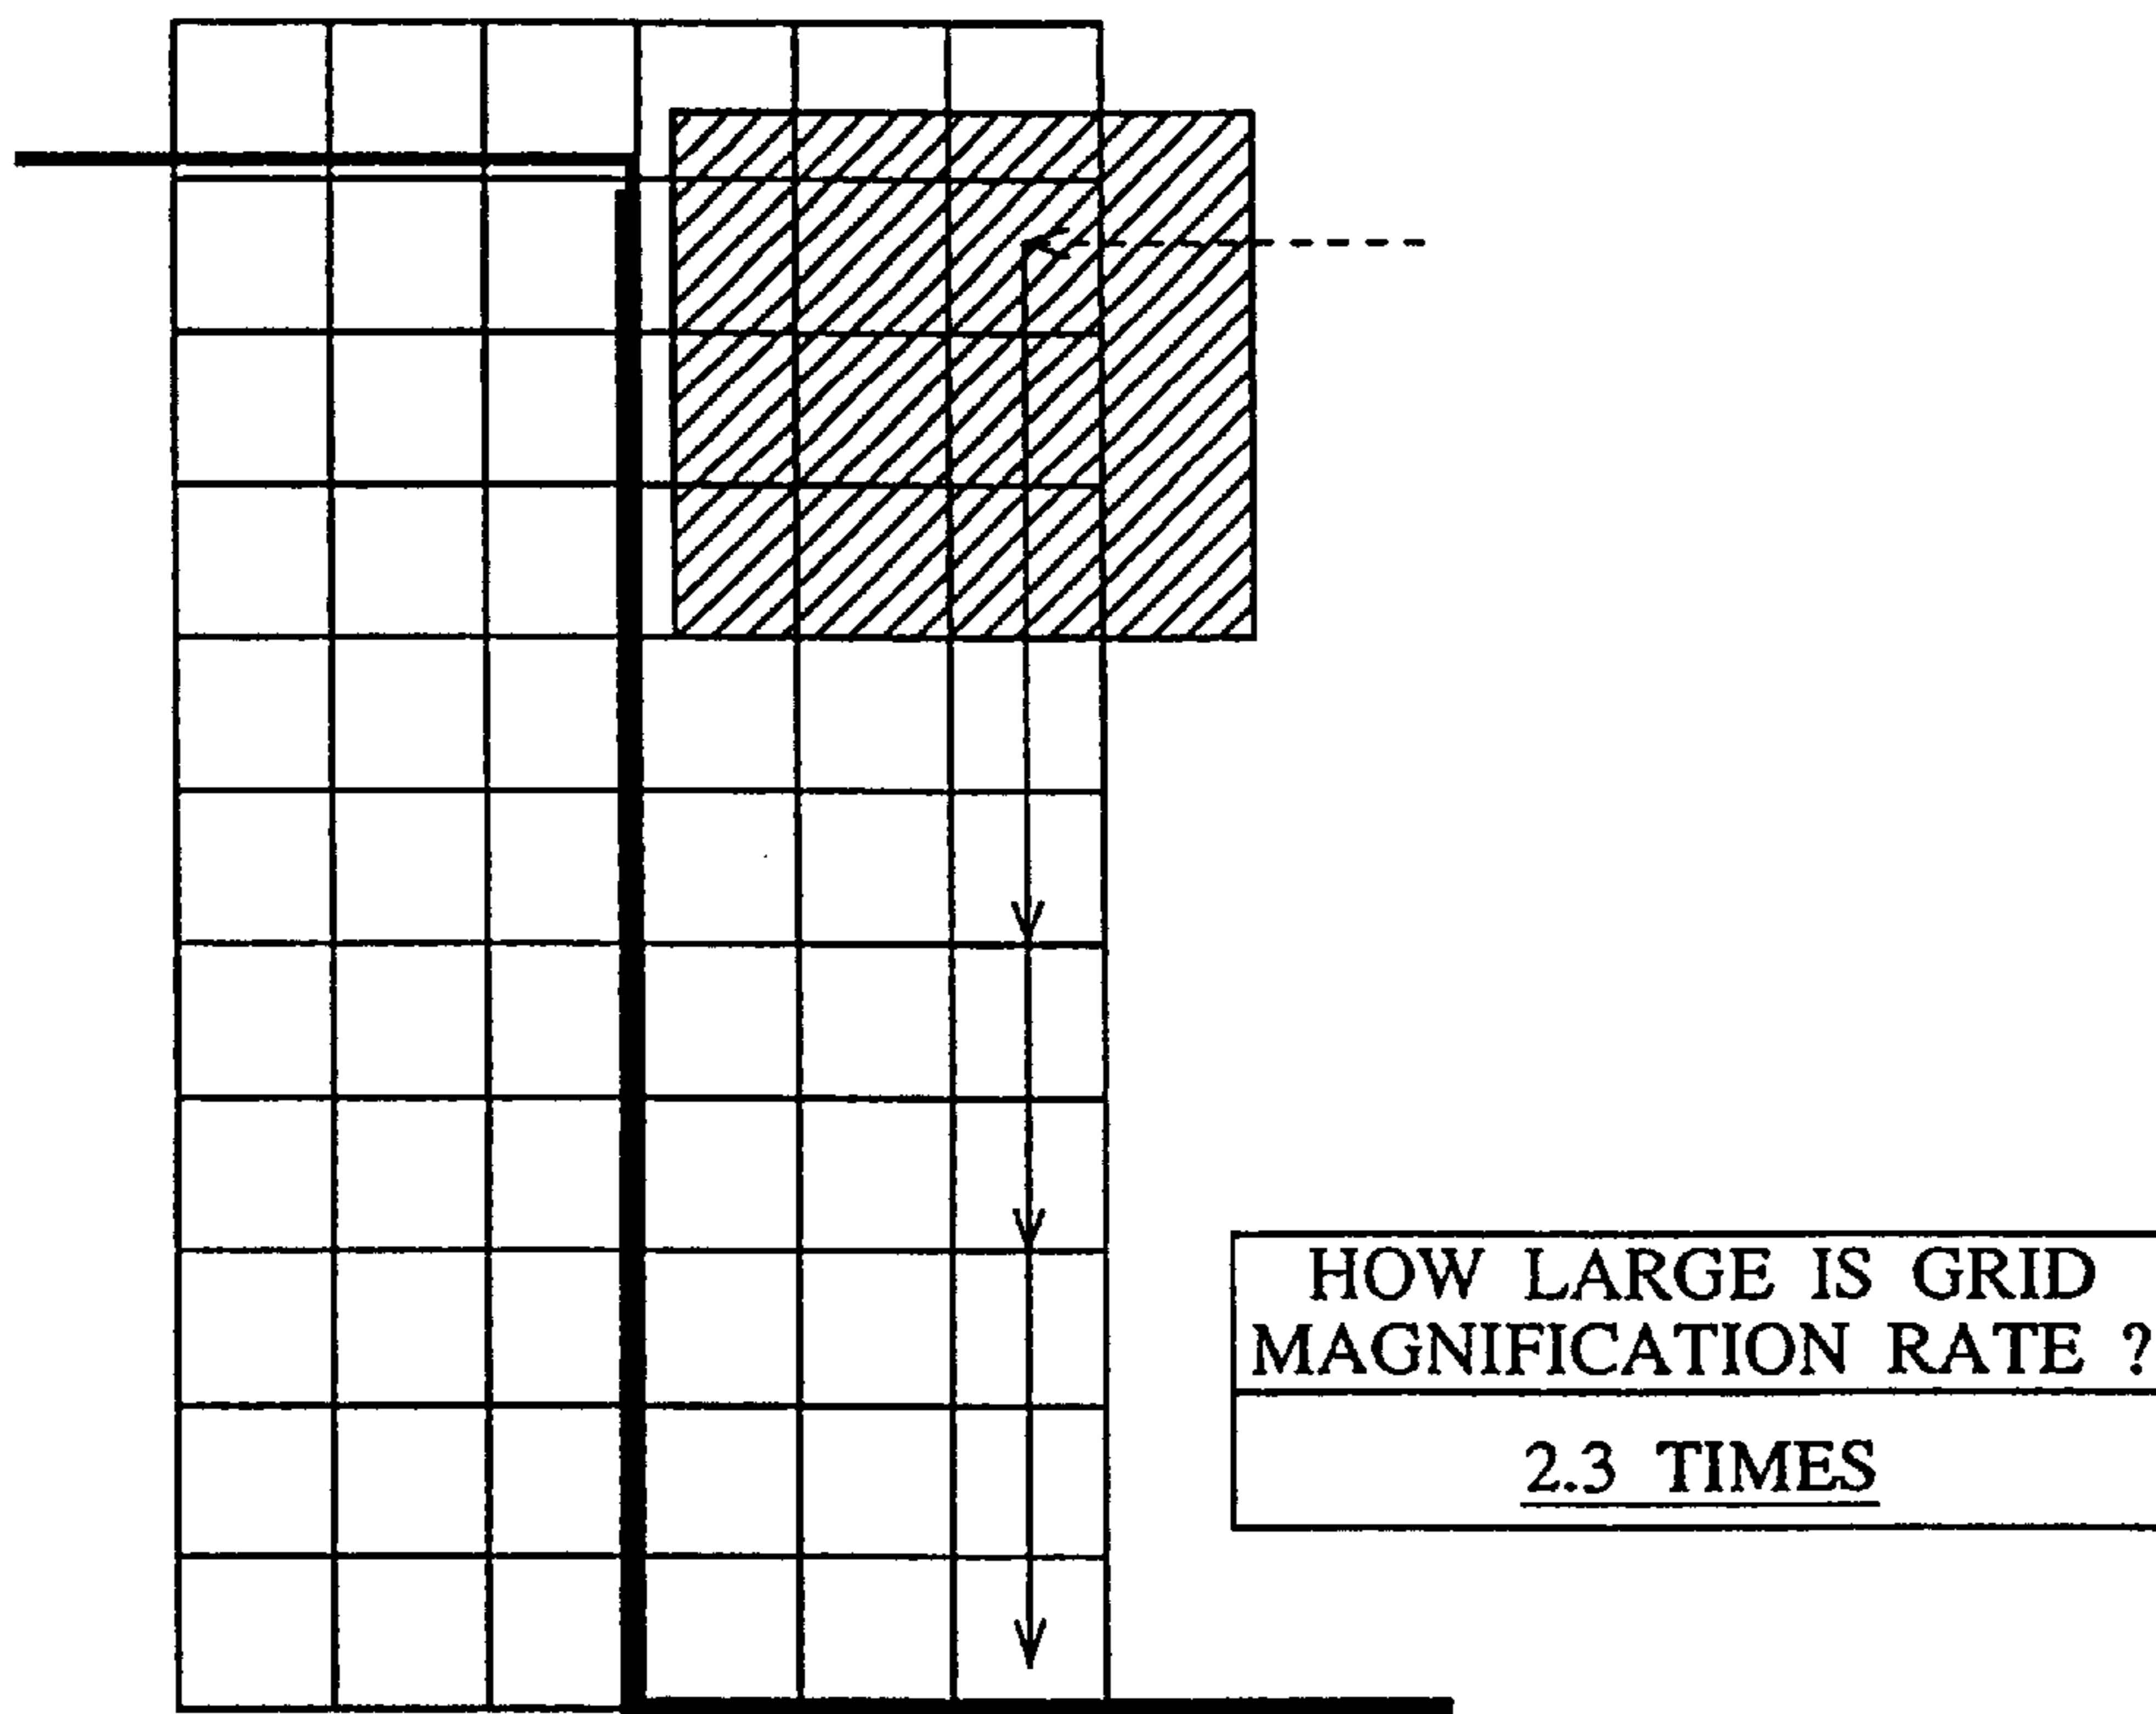 HOW LARGE IS GRID
MAGNIFICATION RATE ?
2.3 TIMES